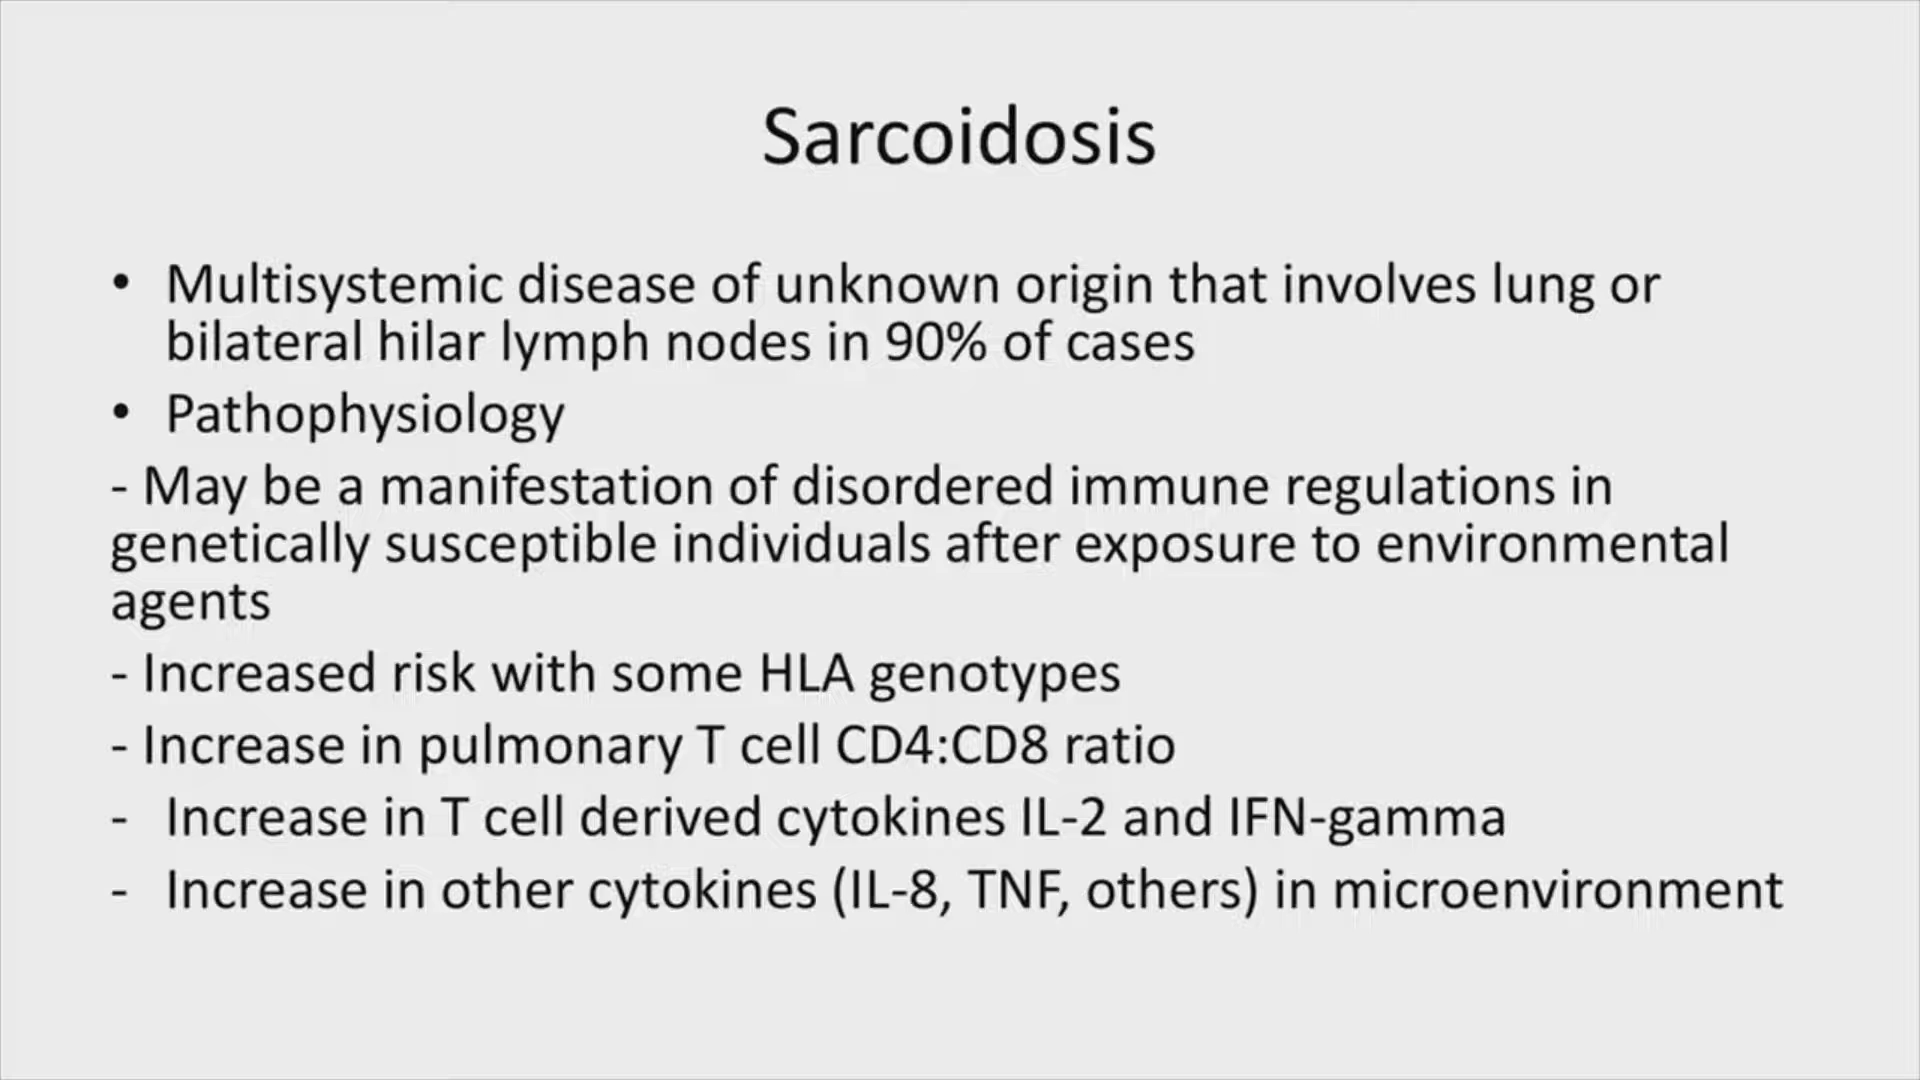 Sarcoidosis
• Multisystemic disease of unknown origin that involves lung or
bilateral hilar lymph nodes in 90% of cases
• Pathophysiology
- May be a manifestation of disordered immune regulations in
genetically susceptible individuals after exposure to environmental
agents
- Increased risk with some HLA genotypes
- Increase in pulmonary T cell CD4:CD8 ratio
- Increase in T cell derived cytokines IL-2 and IFN-gamma
- Increase in other cytokines (IL-8, TNF, others) in microenvironment